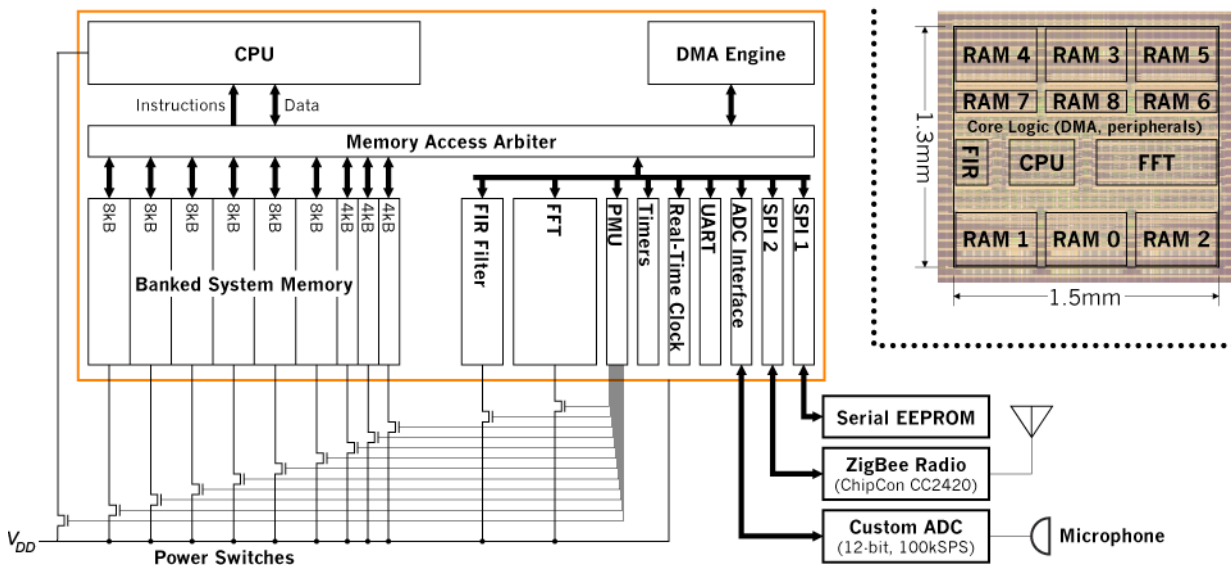 CPU
DMA Engine
Instructions
Data
Memory Access Arbiter
8kB
8kB
8kB
8kB
8kB
8kB
4kB
4kB
4kB
Banked System Memory
FIR Filter
FFT
PMU
Timers
Real-Time Clock
UART
ADC Interface
SPI 2
SPI 1
VDD
Power Switches
Serial EEPROM
ZigBee Radio
(ChipCon CC2420)
Custom ADC
(12-bit, 100kSPS)
Microphone
RAM 4
RAM 3
RAM 5
RAM 7
RAM 8
RAM 6
Core Logic (DMA, peripherals)
FIR
CPU
FFT
RAM 1
RAM 0
RAM 2
1.3mm
1.5mm